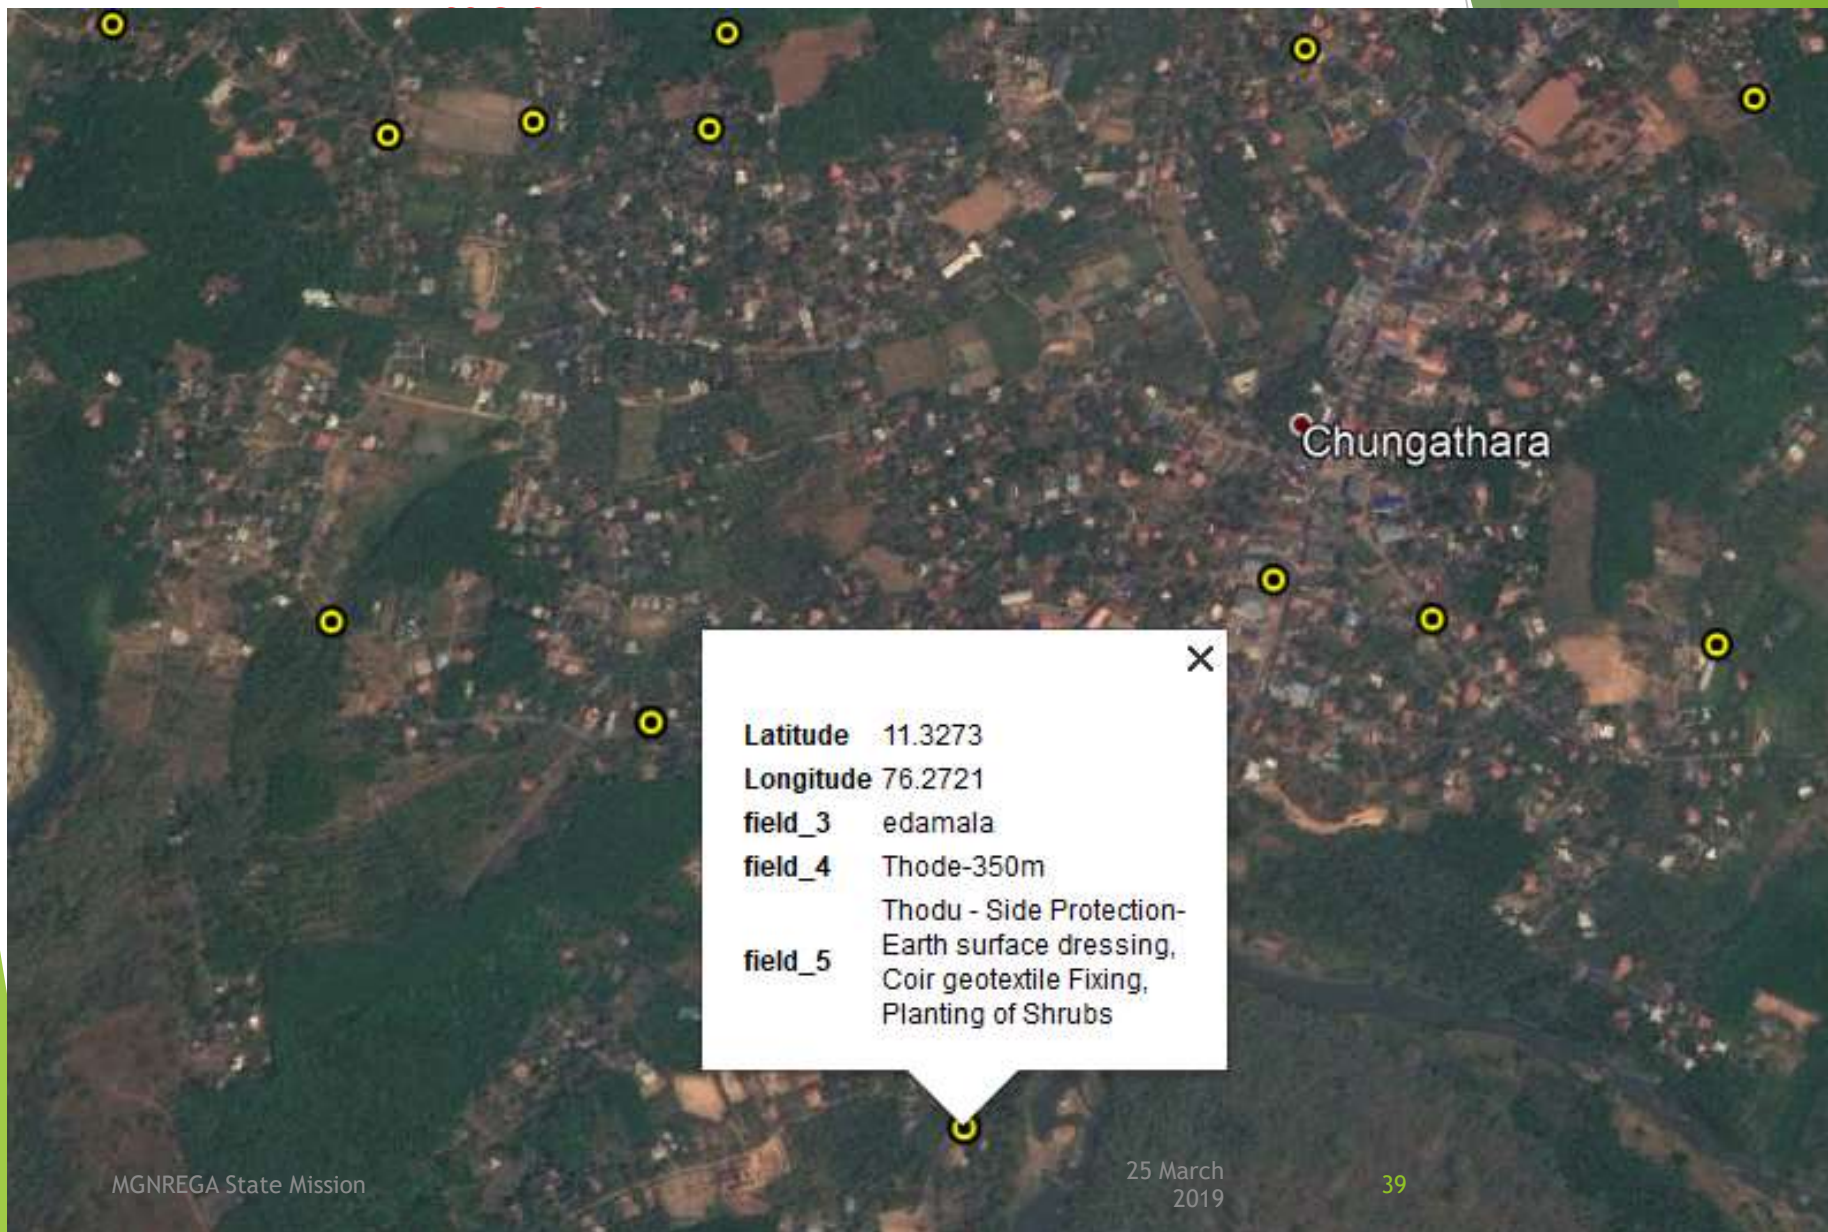 Chungathara
Latitude 11.3273
Longitude 76.2721
field_3 edamala
field_4 Thode-350m
field_5 Thodu - Side Protection-
Earth surface dressing,
Coir geotextile Fixing,
Planting of Shrubs
MGNREGA State Mission
25 March
2019
39